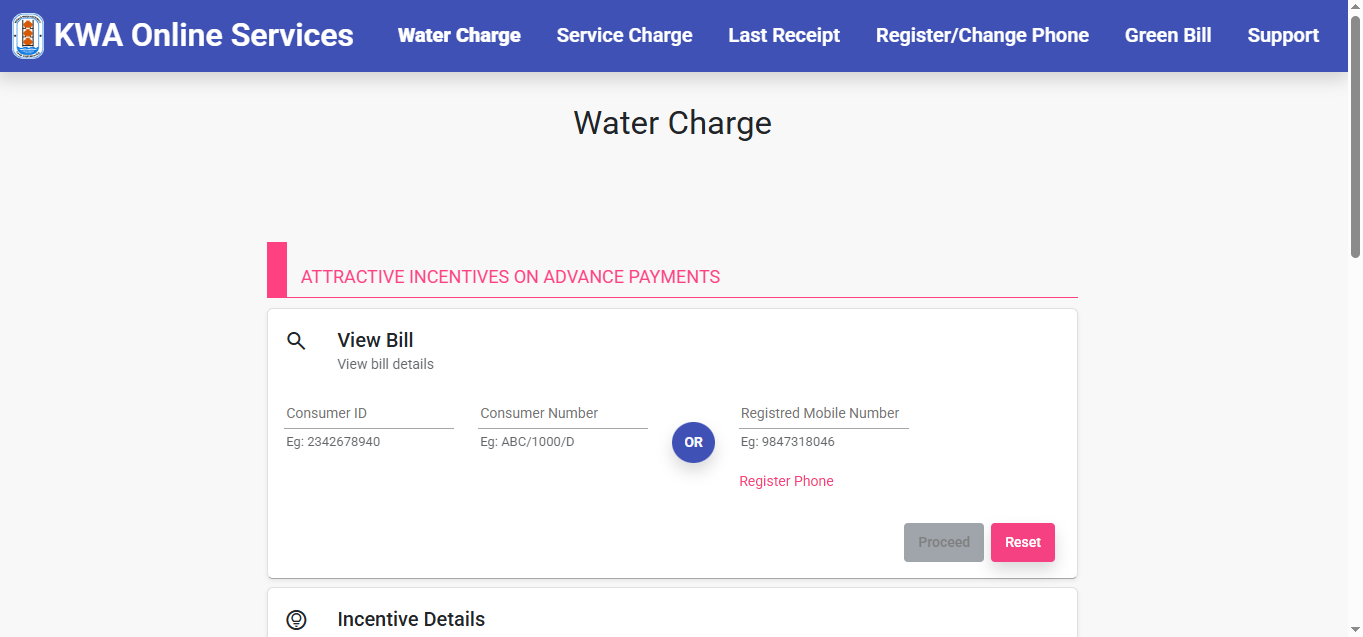 KWA Online Services
Water Charge
Service Charge
Last Receipt
Register/Change Phone
Green Bill
Support
Water Charge
ATTRACTIVE INCENTIVES ON ADVANCE PAYMENTS
View Bill
View bill details
Consumer ID
Eg: 2342678940
Consumer Number
Eg: ABC/1000/D
OR
Registred Mobile Number
Eg: 9847318046
Register Phone
Proceed
Reset
Incentive Details